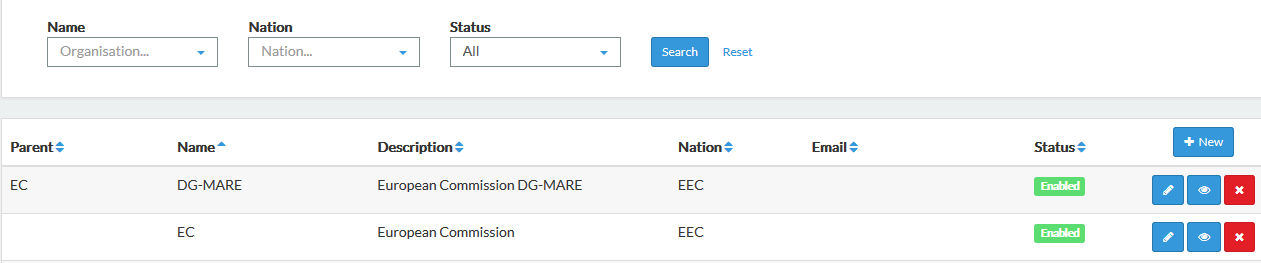 Name Nation Status
Organisation... Nation... All Search Reset
Parent Name Description Nation Email Status + New
EC DG-MARE European Commission DG-MARE EEC Enabled
EC European Commission EEC Enabled